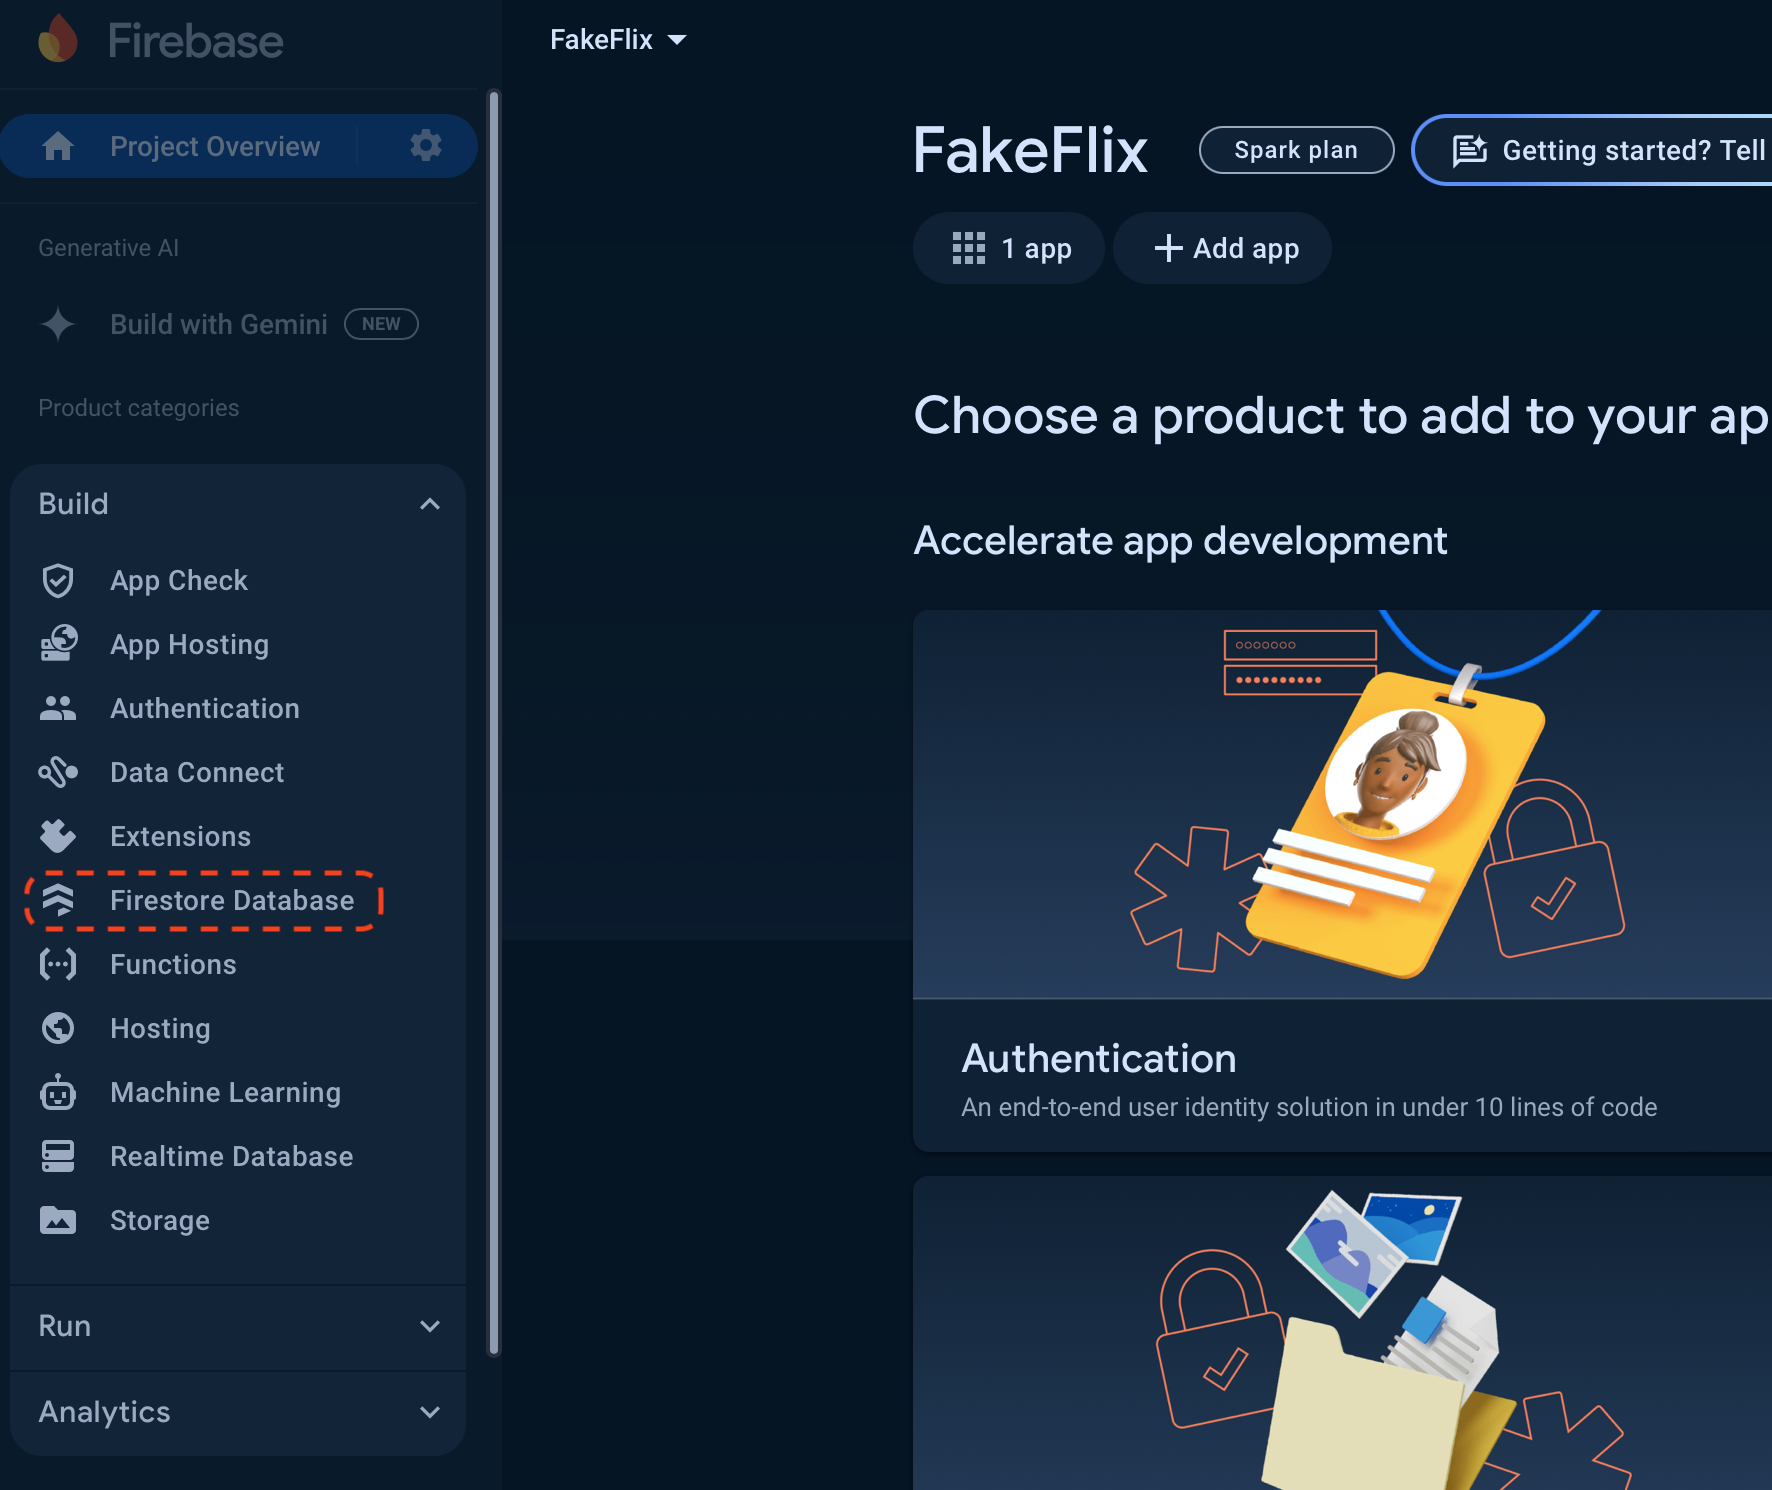 Firebase
Project Overview
Generative AI
Build with Gemini NEW
Product categories
Build
App Check
App Hosting
Authentication
Data Connect
Extensions
Firestore Database
Functions
Hosting
Machine Learning
Realtime Database
Storage
Run
Analytics
FakeFlix
FakeFlix Spark plan Getting started? Tell
1 app + Add app
Choose a product to add to your ap
Accelerate app development
Authentication
An end-to-end user identity solution in under 10 lines of code